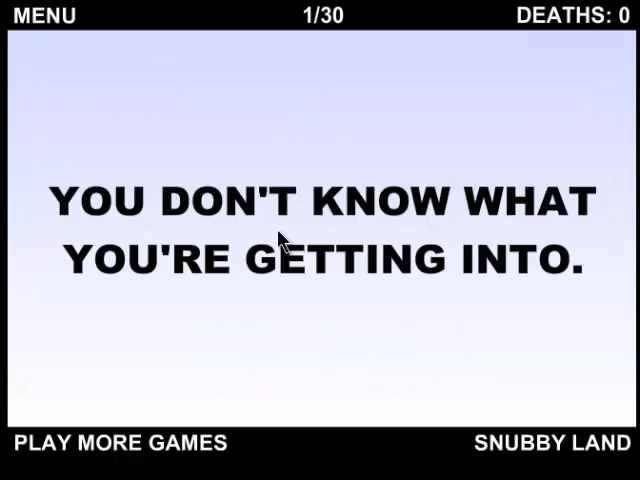 MENU 1/30 DEATHS: 0
YOU DON'T KNOW WHAT
YOU'RE GETTING INTO.
PLAY MORE GAMES SNUBBY LAND